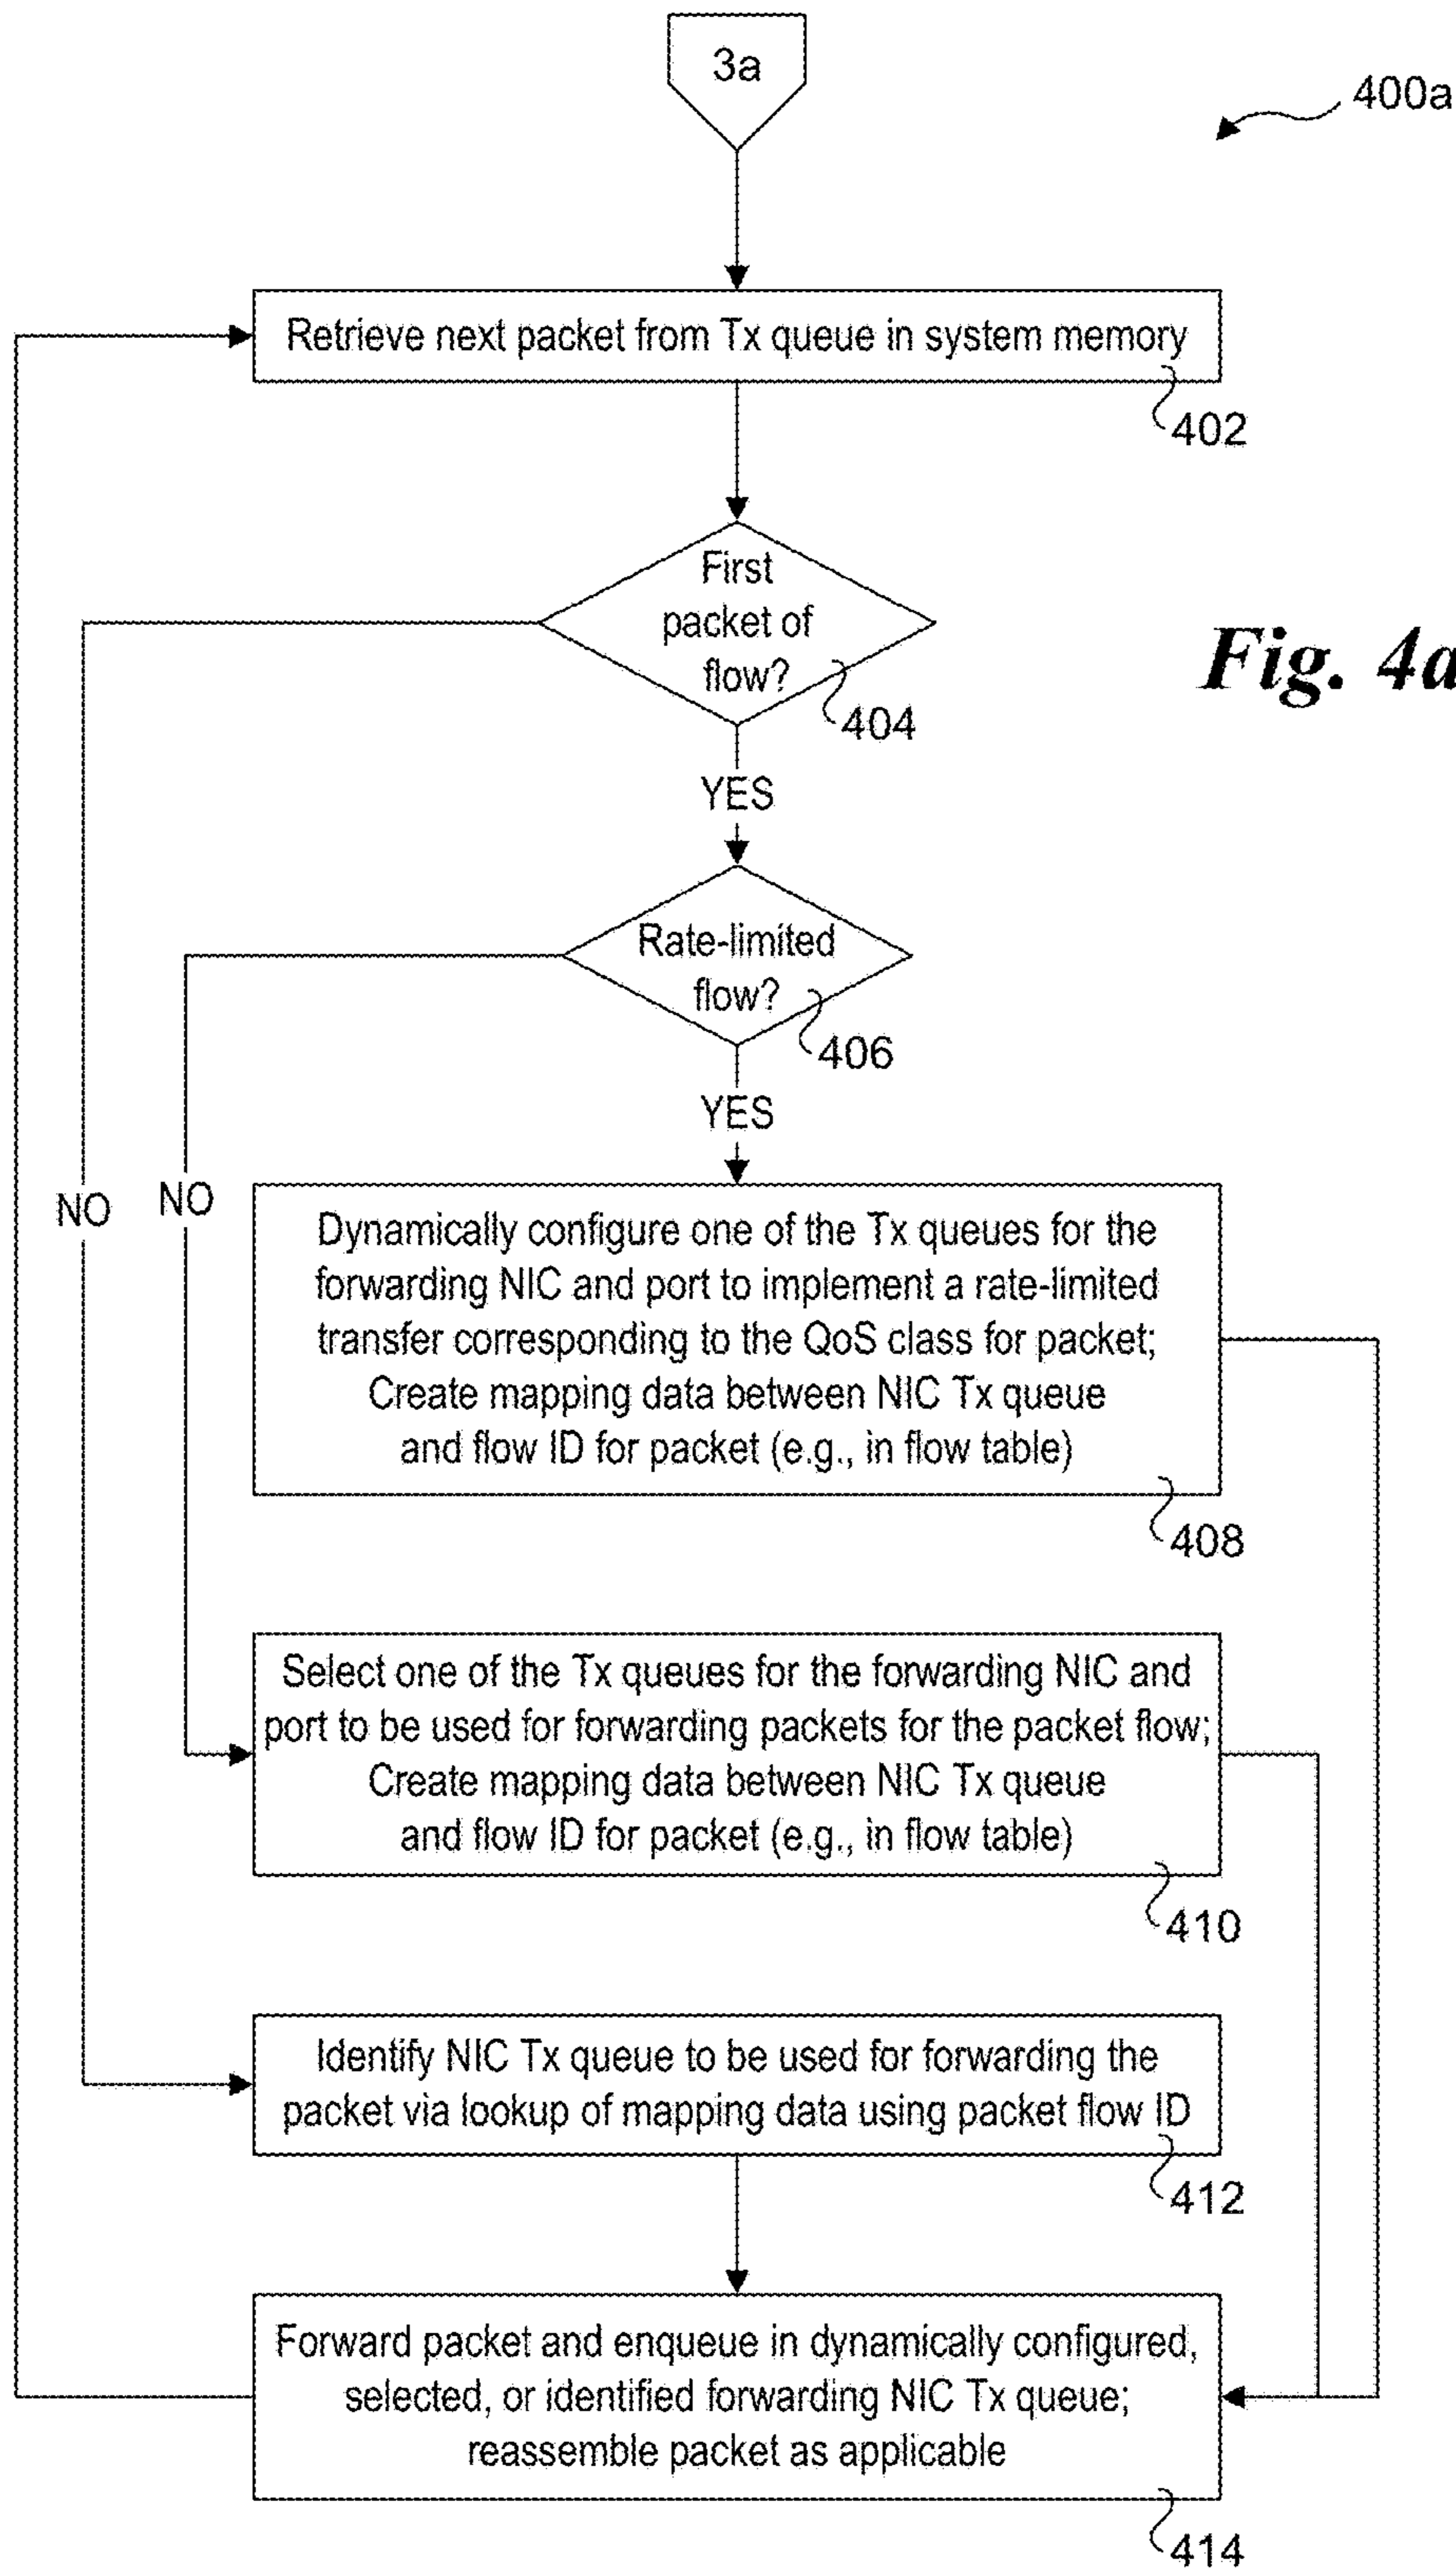 3a
400a
Retrieve next packet from Tx queue in system memory
402
First
packet of
flow?
404
Fig. 4a
YES
Rate-limited
flow?
406
YES
NO
NO
Dynamically configure one of the Tx queues for the
forwarding NIC and port to implement a rate-limited
transfer corresponding to the QoS class for packet;
Create mapping data between NIC Tx queue
and flow ID for packet (e.g., in flow table)
408
Select one of the Tx queues for the forwarding NIC and
port to be used for forwarding packets for the packet flow;
Create mapping data between NIC Tx queue
and flow ID for packet (e.g., in flow table)
410
Identify NIC Tx queue to be used for forwarding the
packet via lookup of mapping data using packet flow ID
412
Forward packet and enqueue in dynamically configured,
selected, or identified forwarding NIC Tx queue;
reassemble packet as applicable
414